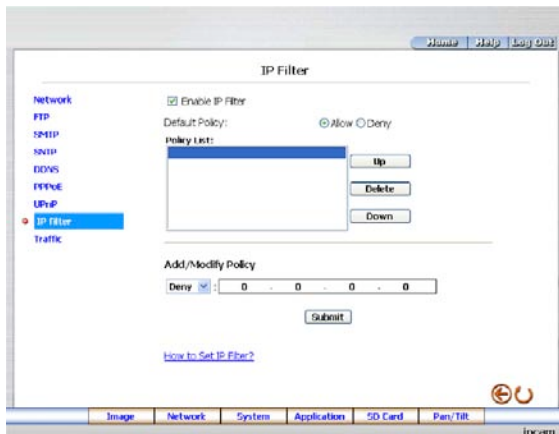 Home Help Log Out
IP Filter
Network
FTP
SMTP
SNTP
DDNS
PPPoE
UPnP
IP Filter
Traffic
Enable IP Filter
Default Policy: Allow Deny
Policy List:
Up
Delete
Down
Add/Modify Policy
Deny : 0 . 0 . 0 . 0
Submit
How to Set IP Filter?
Image Network System Application SD Card Pan/Tilt
ipcam